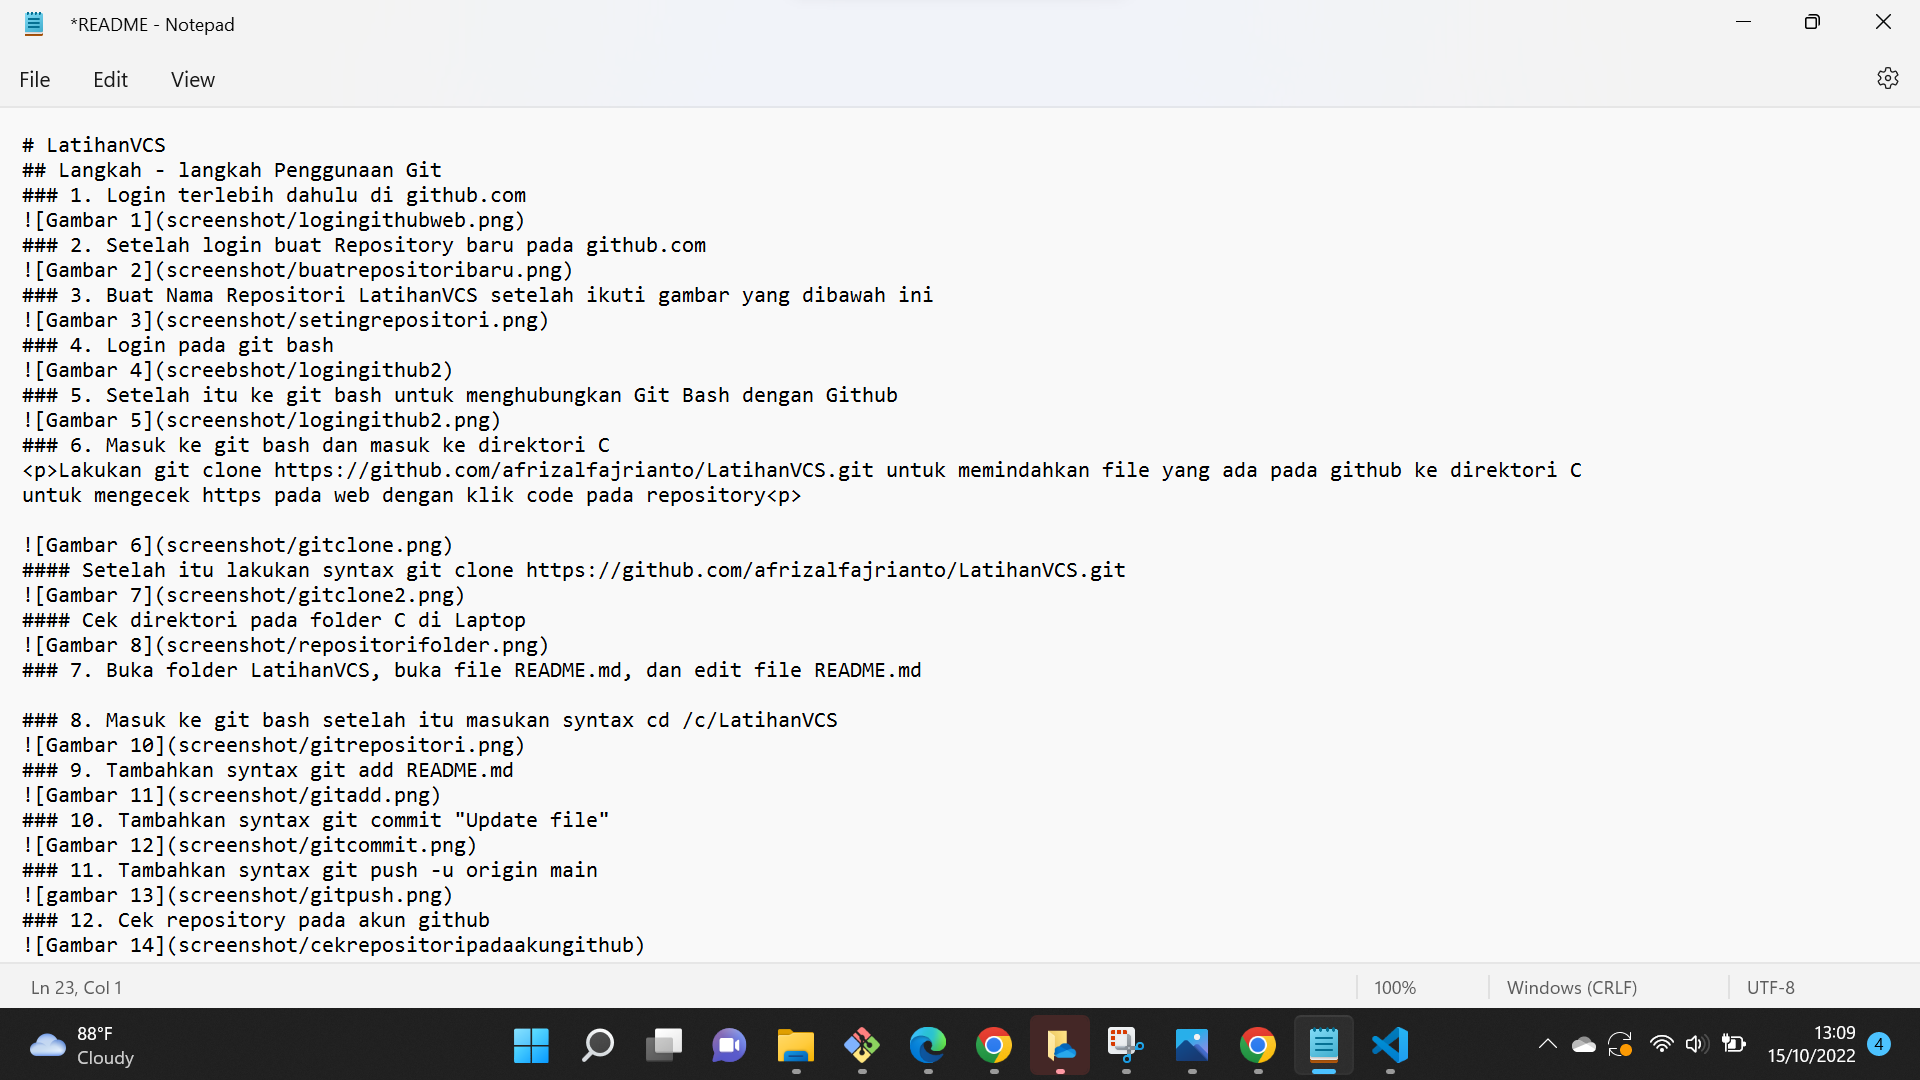 *README - Notepad
File Edit View
# LatihanVCS
## Langkah - langkah Penggunaan Git
### 1. Login terlebih dahulu di github.com
![Gambar 1](screenshot/logingithubweb.png)
### 2. Setelah login buat Repository baru pada github.com
![Gambar 2](screenshot/buatrepositoribaru.png)
### 3. Buat Nama Repositori LatihanVCS setelah ikuti gambar yang dibawah ini
![Gambar 3](screenshot/setingrepositori.png)
### 4. Login pada git bash
![Gambar 4](screebshot/logingithub2)
### 5. Setelah itu ke git bash untuk menghubungkan Git Bash dengan Github
![Gambar 5](screenshot/logingithub2.png)
### 6. Masuk ke git bash dan masuk ke direktori C
<p>Lakukan git clone https://github.com/afrizalfajrianto/LatihanVCS.git untuk memindahkan file yang ada pada github ke direktori C
untuk mengecek https pada web dengan klik code pada repository<p>
![Gambar 6](screenshot/gitclone.png)
#### Setelah itu lakukan syntax git clone https://github.com/afrizalfajrianto/LatihanVCS.git
![Gambar 7](screenshot/gitclone2.png)
#### Cek direktori pada folder C di Laptop
![Gambar 8](screenshot/repositorifolder.png)
### 7. Buka folder LatihanVCS, buka file README.md, dan edit file README.md
### 8. Masuk ke git bash setelah itu masukan syntax cd /c/LatihanVCS
![Gambar 10](screenshot/gitrepositori.png)
### 9. Tambahkan syntax git add README.md
![Gambar 11](screenshot/gitadd.png)
### 10. Tambahkan syntax git commit "Update file"
![Gambar 12](screenshot/gitcommit.png)
### 11. Tambahkan syntax git push -u origin main
![gambar 13](screenshot/gitpush.png)
### 12. Cek repository pada akun github
![Gambar 14](screenshot/cekrepositoripadaakungithub)
Ln 23, Col 1 100% Windows (CRLF) UTF-8
88°F
Cloudy
13:09
15/10/2022
4